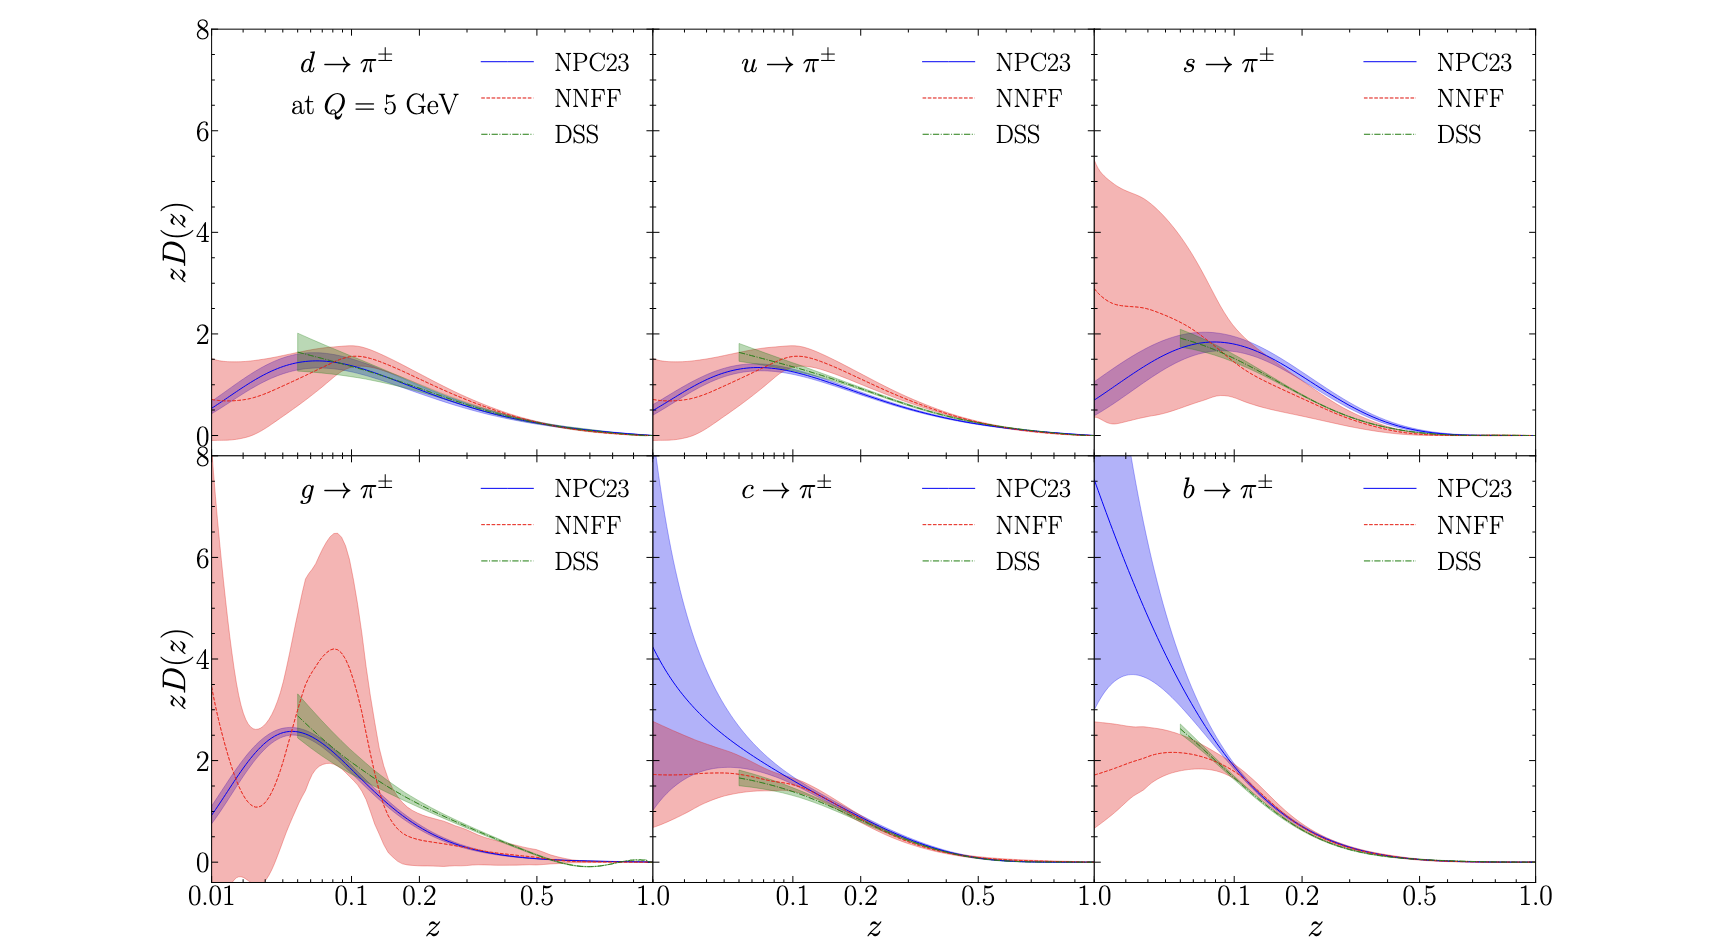 d → π±
at Q = 5 GeV
NPC23
NNFF
DSS
u → π±
NPC23
NNFF
DSS
s → π±
NPC23
NNFF
DSS
zD(z)
8
6
4
2
0
g → π±
NPC23
NNFF
DSS
c → π±
NPC23
NNFF
DSS
b → π±
NPC23
NNFF
DSS
zD(z)
8
6
4
2
0
0.01 0.1 0.2 0.5 1.0 0.1 0.2 0.5 1.0 0.1 0.2 0.5 1.0
z z z